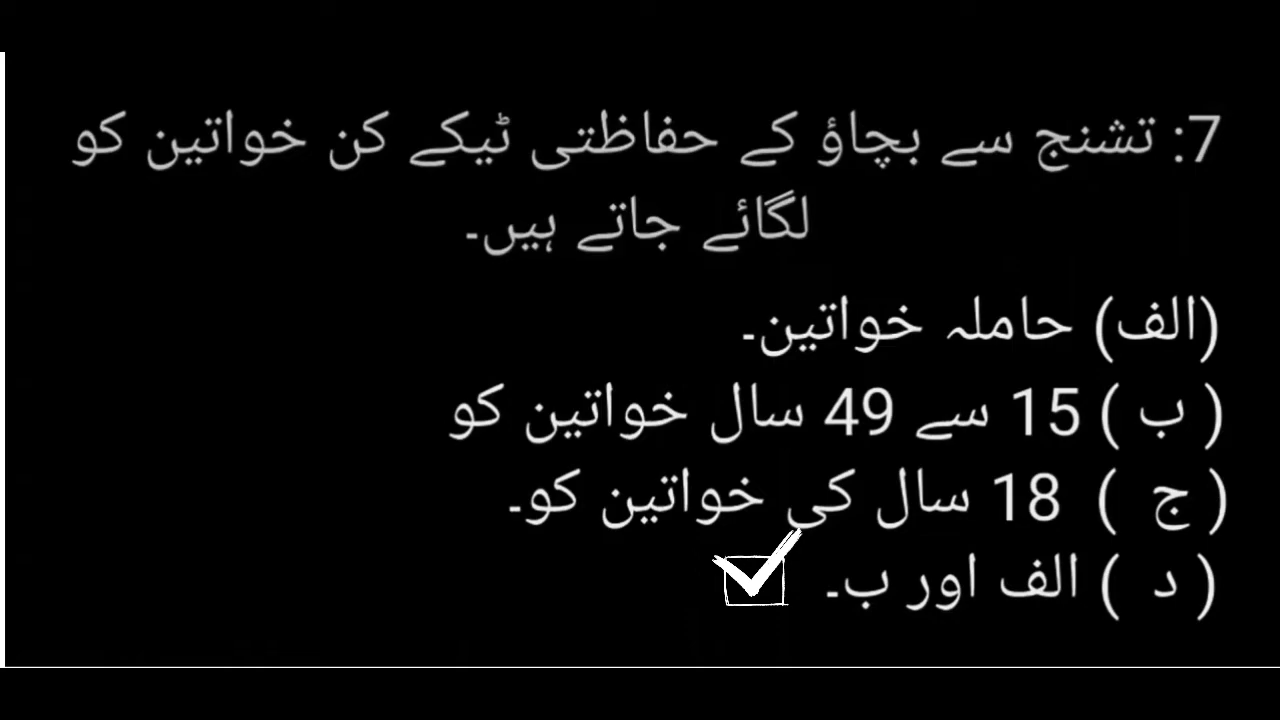 7: تشنج سے بچاؤ کے حفاظتی ٹیکے کن خواتین کو
لگائے جاتے ہیں۔
(الف) حاملہ خواتین۔
( ب ) 15 سے 49 سال خواتین کو
( ج ) 18 سال کی خواتین کو۔
( د ) الف اور ب۔